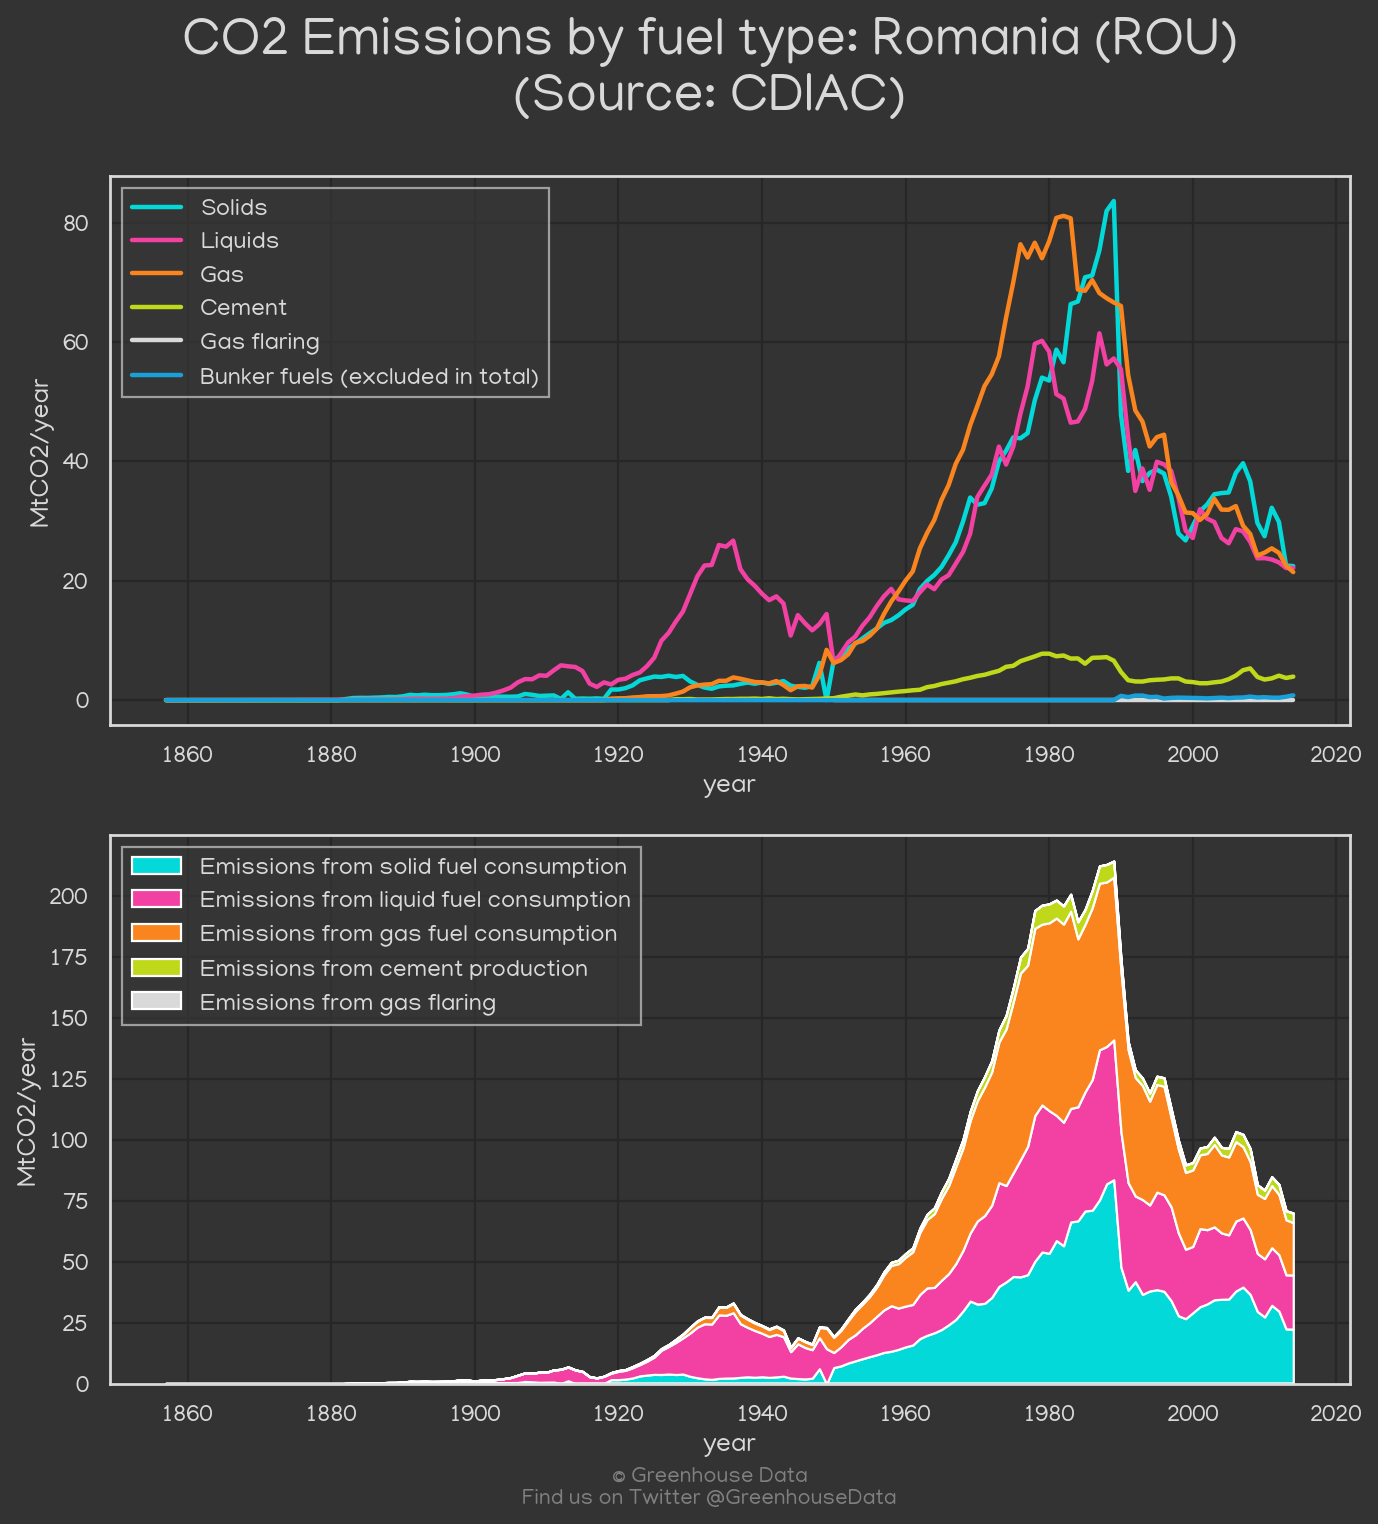 CO2 Emissions by fuel type: Romania (ROU)
(Source: CDIAC)
Solids
Liquids
Gas
Cement
Gas flaring
Bunker fuels (excluded in total)
80
60
40
20
0
MtCO2/year
1860 1880 1900 1920 1940 1960 1980 2000 2020
year
Emissions from solid fuel consumption
Emissions from liquid fuel consumption
Emissions from gas fuel consumption
Emissions from cement production
Emissions from gas flaring
200
175
150
125
100
75
50
25
0
MtCO2/year
1860 1880 1900 1920 1940 1960 1980 2000 2020
year
© Greenhouse Data
Find us on Twitter @GreenhouseData